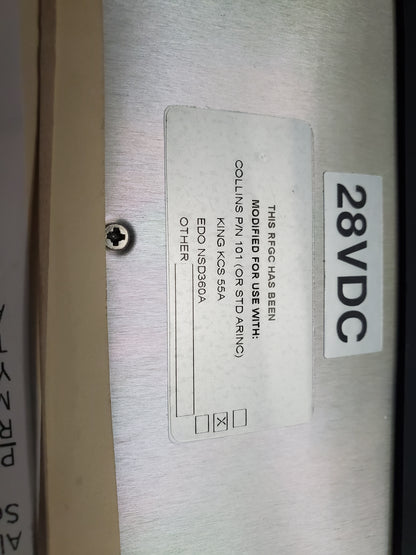 28VDC
THIS RFGC HAS BEEN
MODIFIED FOR USE WITH:
COLLINS P/N 101 (OR STD ARINC) ☐
KING KCS 55A ☒
EDO NSD360A ☐
OTHER ____________